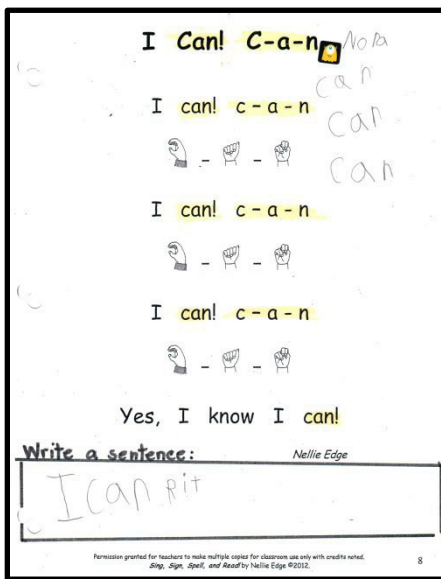 I Can! C-a-n
Nora
can
I can! c - a - n
can
can
I can! c - a - n
I can! c - a - n
Yes, I know I can!
Write a sentence:
Nellie Edge
I can Rit
Permission granted for teachers to make multiple copies for classroom use only with credits noted.
Sing, Sign, Spell, and Read by Nellie Edge ©2012.
8